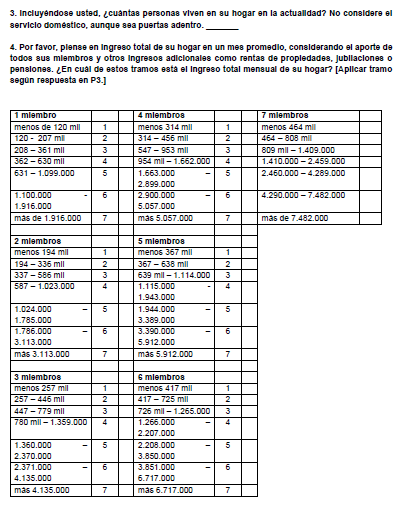 3. Incluyéndose usted, ¿cuántas personas viven en su hogar en la actualidad? No considere el
servicio doméstico, aunque sea puertas adentro. _______
4. Por favor, piense en ingreso total de su hogar en un mes promedio, considerando el aporte de
todos sus miembros y otros ingresos adicionales como rentas de propiedades, jubilaciones o
pensiones. ¿En cuál de estos tramos está el ingreso total mensual de su hogar? [Aplicar tramo
según respuesta en P3.]
1 miembro 4 miembros 7 miembros
menos de 120 mil 1 menos 314 mil 1 menos 464 mil
120 - 207 mil 2 314 – 456 mil 2 464 – 808 mil
208 – 361 mil 3 547 – 953 mil 3 809 mil – 1.409.000
362 – 630 mil 4 954 mil – 1.662.000 4 1.410.000 – 2.459.000
631 – 1.099.000 5 1.663.000 – 5 2.460.000 – 4.289.000
2.899.000
1.100.000 - 6 2.900.000 – 6 4.290.000 – 7.482.000
1.916.000 5.057.000
más de 1.916.000 7 más 5.057.000 7 más de 7.482.000
2 miembros 5 miembros
menos 194 mil 1 menos 367 mil 1
194 – 336 mil 2 367 – 638 mil 2
337 – 586 mil 3 639 mil – 1.114.000 3
587 – 1.023.000 4 1.115.000 - 4
1.943.000
1.024.000 – 5 1.944.000 – 5
1.785.000 3.389.000
1.786.000 – 6 3.390.000 – 6
3.113.000 5.912.000
más 3.113.000 7 más 5.912.000 7
3 miembros 6 miembros
menos 257 mil 1 menos 417 mil 1
257 – 446 mil 2 417 – 725 mil 2
447 – 779 mil 3 726 mil – 1.265.000 3
780 mil – 1.359.000 4 1.266.000 – 4
2.207.000
1.360.000 – 5 2.208.000 – 5
2.370.000 3.850.000
2.371.000 – 6 3.851.000 – 6
4.135.000 6.717.000
más 4.135.000 7 más 6.717.000 7